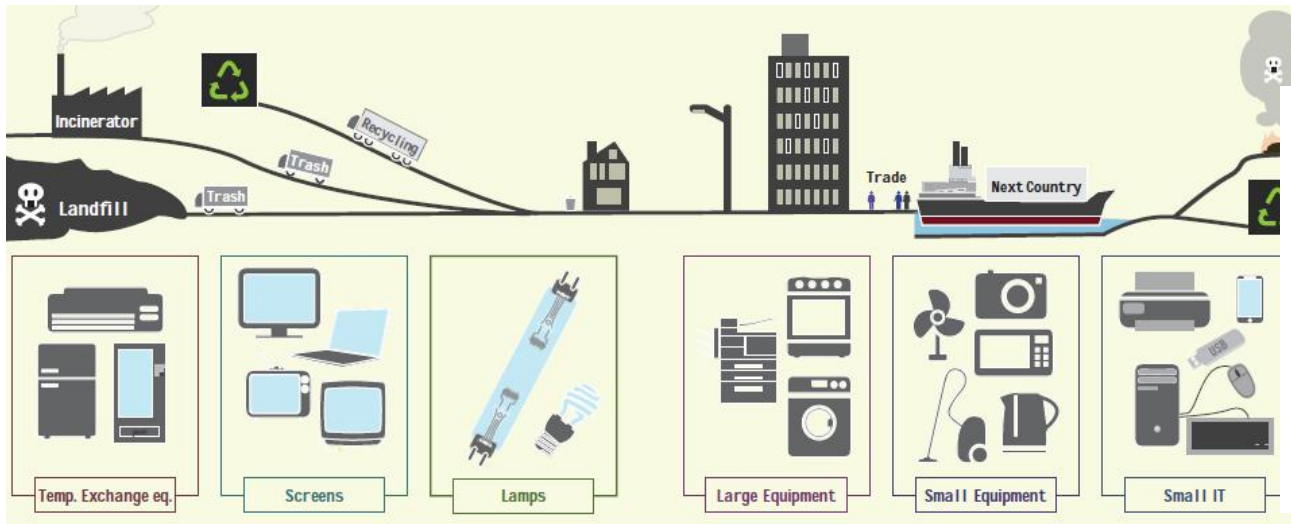 Incinerator
Recycling
Trash
Trash
Landfill
Trade
Next Country
USB
Temp. Exchange eq.
Screens
Lamps
Large Equipment
Small Equipment
Small IT